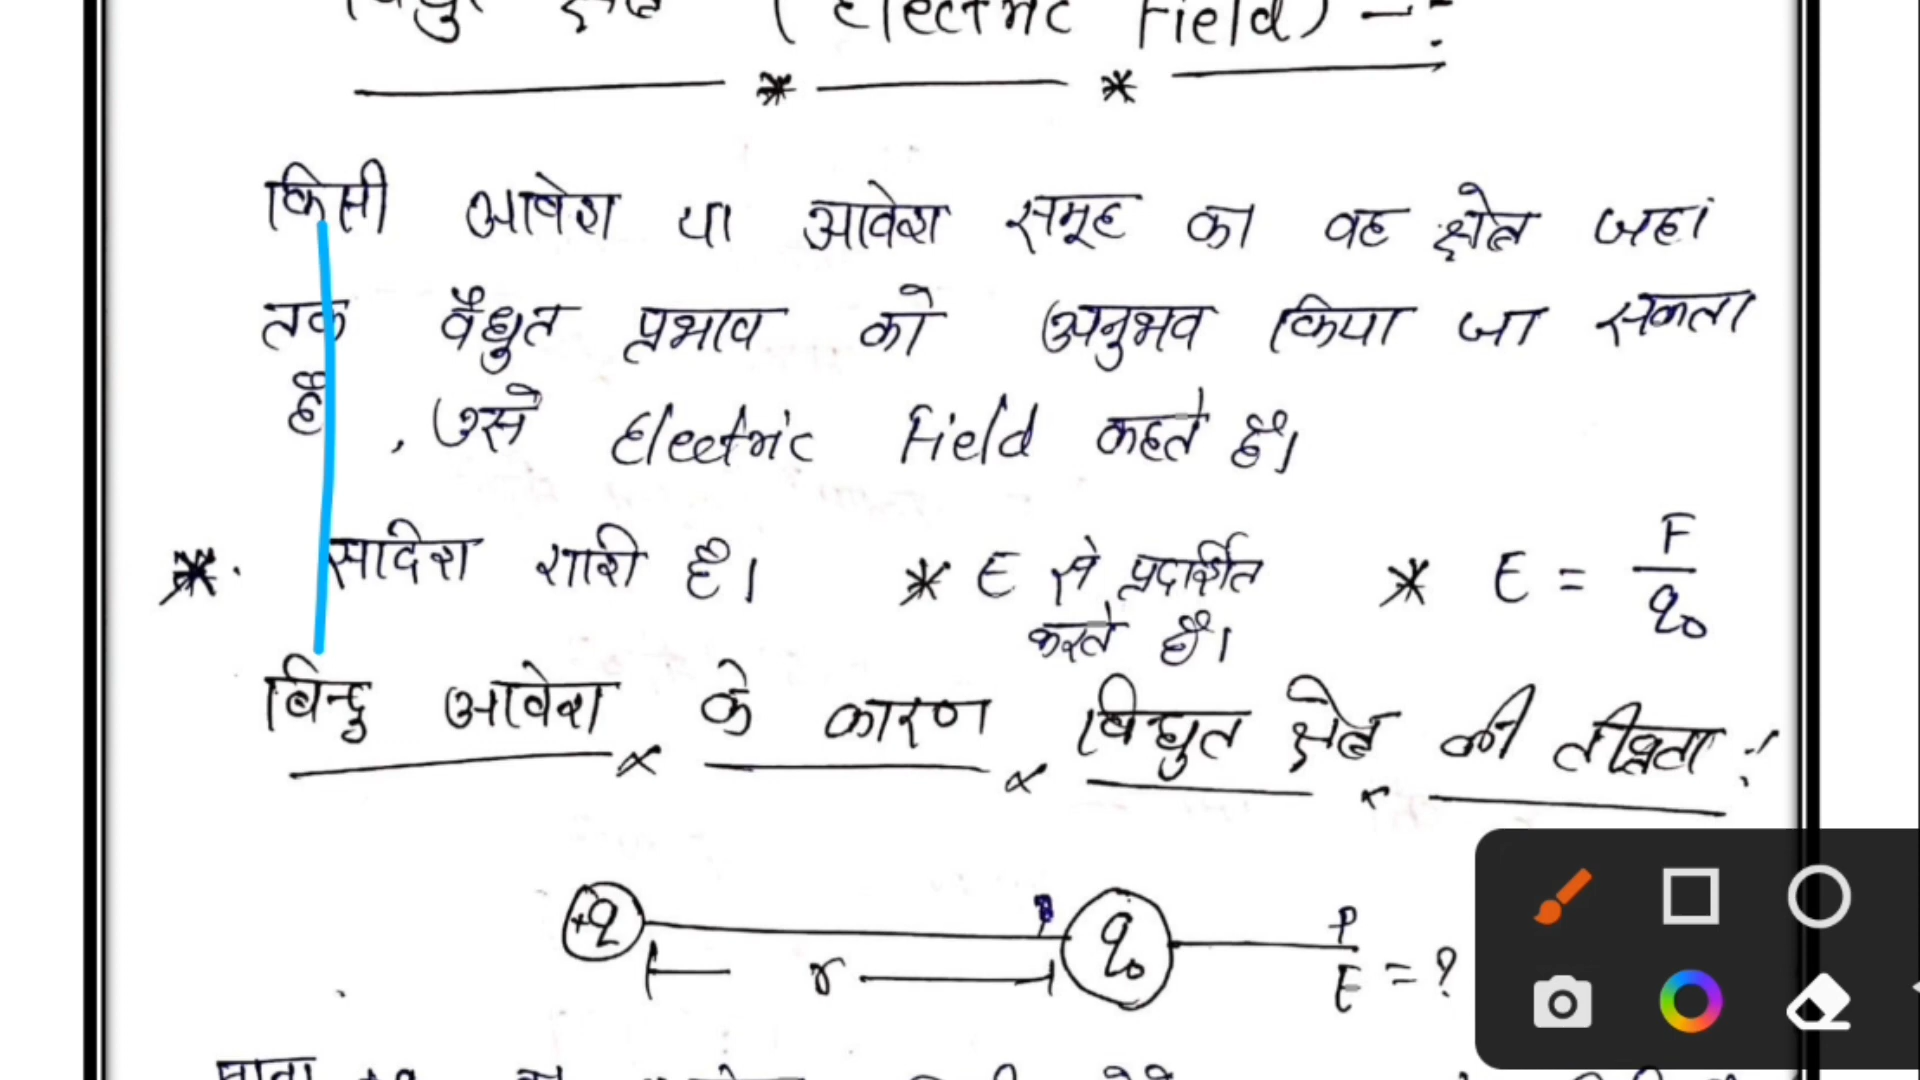 विधुत क्षेत्र ( Electric Field ) -:
किसी आवेश या आवेश समूह का वह क्षेत्र जहां
तक वैधुत प्रभाव को अनुभव किया जा सकता
है , उसे Electric Field कहते है।
* सादिश राशि है। * E से प्रदर्शित करते है। * E = F/q₀
बिन्दु आवेश के कारण विधुत क्षेत्र की तीव्रता :
+q r P q₀ P
E = ?
माना